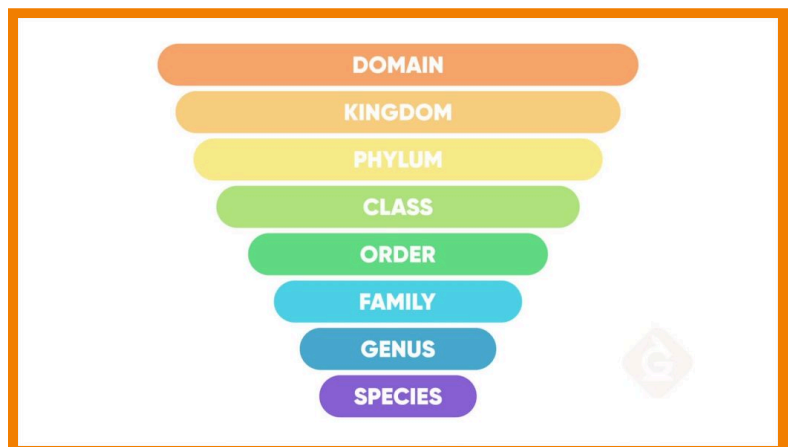 DOMAIN
KINGDOM
PHYLUM
CLASS
ORDER
FAMILY
GENUS
SPECIES